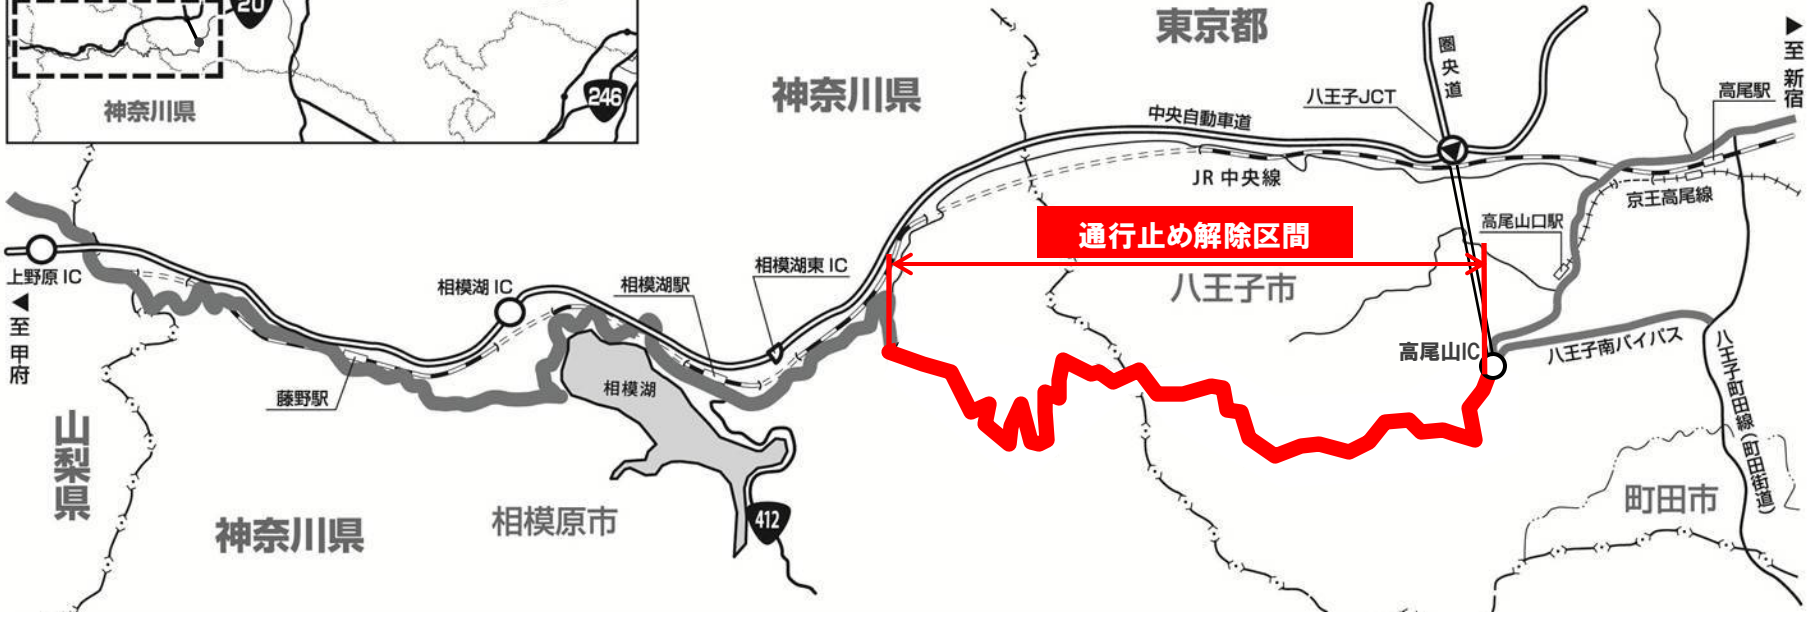 20
神奈川県
246
神奈川県
東京都
圏央道
八王子JCT
中央自動車道
高尾駅
▲至 新宿
JR 中央線
京王高尾線
高尾山口駅
通行止め解除区間
八王子市
上野原 IC
▲至 甲府
相模湖 IC
相模湖駅
相模湖東 IC
高尾山IC
八王子南バイパス
八王子町田線(町田街道)
藤野駅
相模湖
山梨県
神奈川県
相模原市
412
町田市